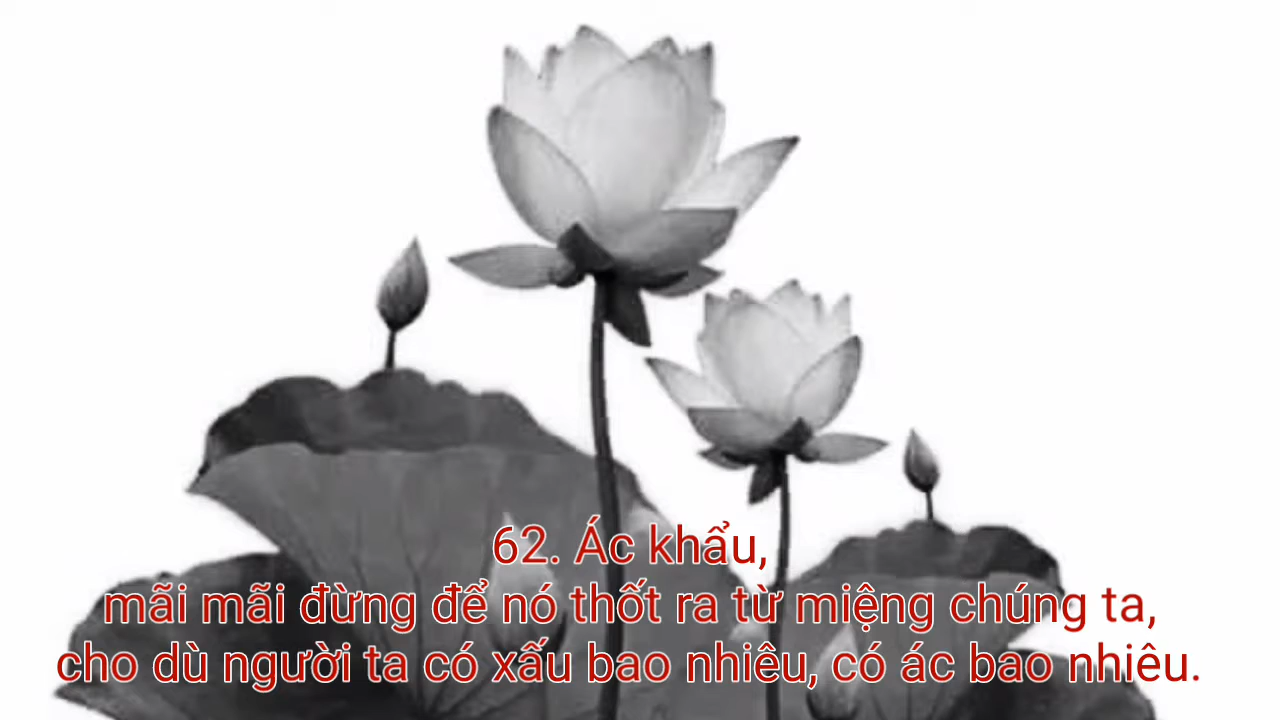 62. Ác khẩu,
mãi mãi đừng để nó thốt ra từ miệng chúng ta,
cho dù người ta có xấu bao nhiêu, có ác bao nhiêu.